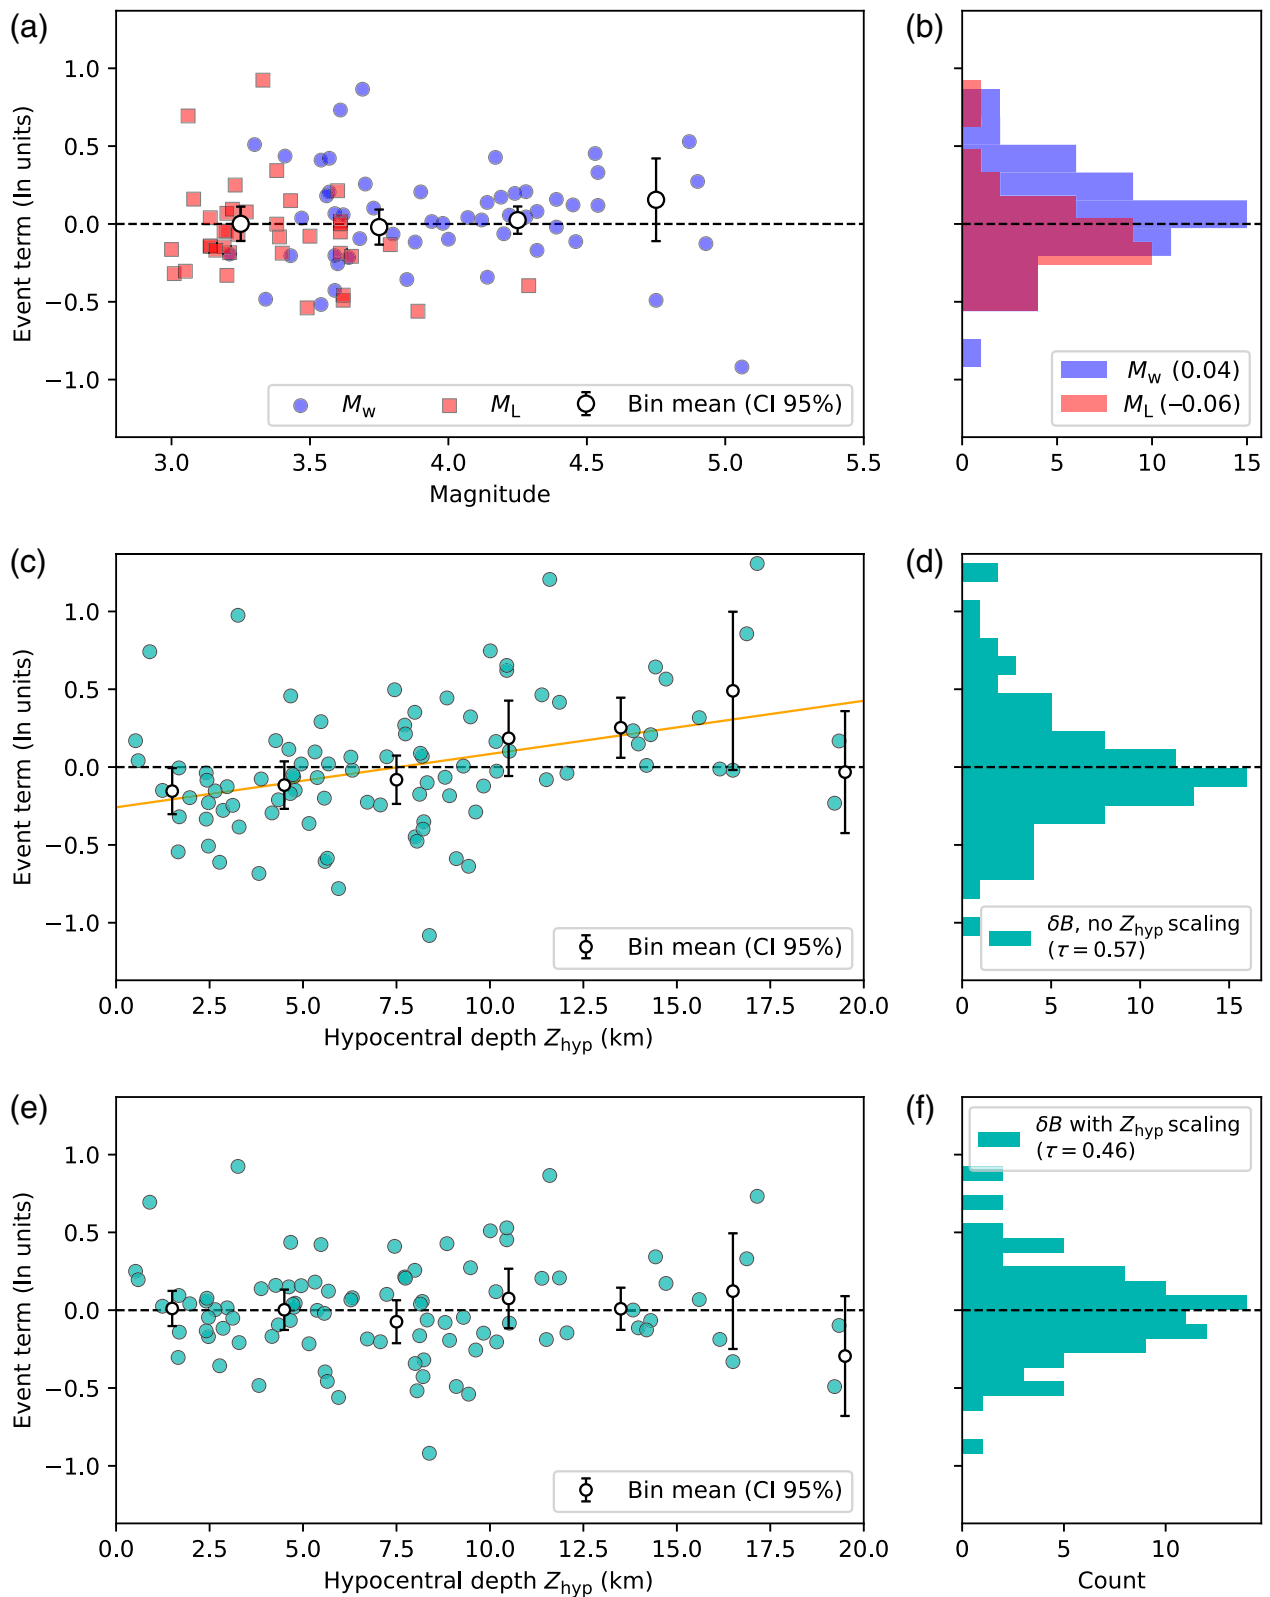 (a)
(b)
Event term (ln units)
1.0
0.5
0.0
−0.5
−1.0
Mw
ML
Bin mean (CI 95%)
Mw (0.04)
ML (−0.06)
3.0 3.5 4.0 4.5 5.0 5.5
0 5 10 15
Magnitude
(c)
(d)
Event term (ln units)
1.0
0.5
0.0
−0.5
−1.0
Bin mean (CI 95%)
δB, no Zhyp scaling
(τ = 0.57)
0.0 2.5 5.0 7.5 10.0 12.5 15.0 17.5 20.0
0 5 10 15
Hypocentral depth Zhyp (km)
(e)
(f)
Event term (ln units)
1.0
0.5
0.0
−0.5
−1.0
δB with Zhyp scaling
(τ = 0.46)
Bin mean (CI 95%)
0.0 2.5 5.0 7.5 10.0 12.5 15.0 17.5 20.0
0 5 10
Hypocentral depth Zhyp (km)
Count